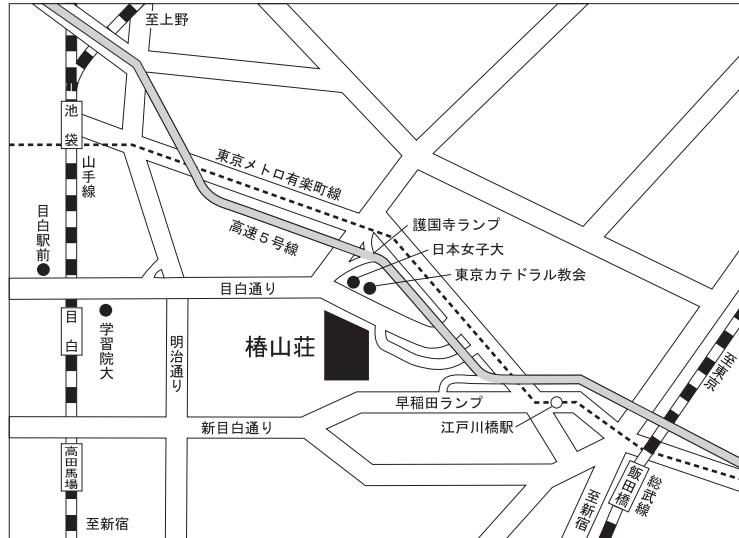 至上野
池袋
山手線
東京メトロ有楽町線
高速5号線
護国寺ランプ
日本女子大
東京カテドラル教会
目白駅前
目白通り
目白
学習院大
明治通り
椿山荘
至東京
早稲田ランプ
江戸川橋駅
新目白通り
高田馬場
飯田橋
総武線
至新宿
至新宿